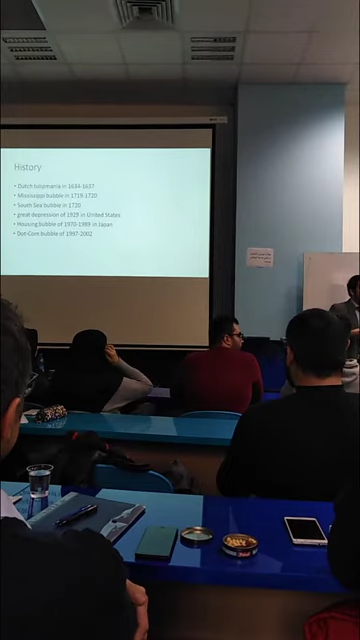 History
• Dutch tulipmania in 1634-1637
• Mississippi bubble in 1719-1720
• South Sea bubble in 1720
• great depression of 1929 in United States
• Housing bubble of 1970-1989 in Japan
• Dot-Core bubble of 1997-2002